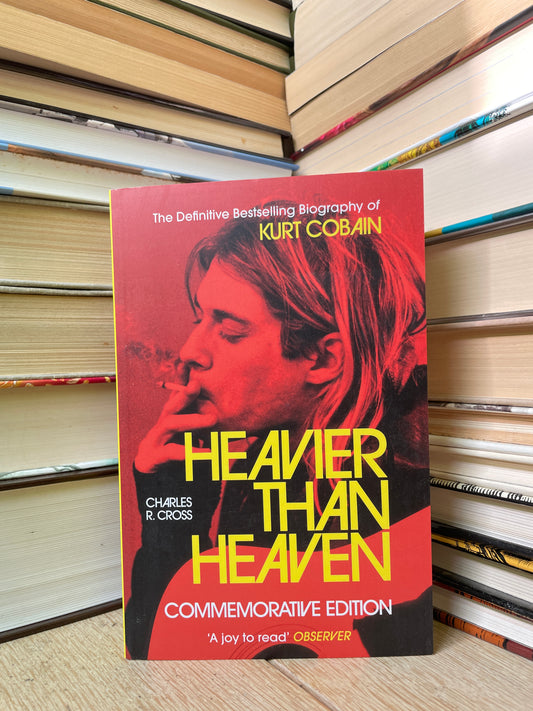 The Definitive Bestselling Biography of
KURT COBAIN
HEAVIER
THAN
HEAVEN
CHARLES
R. CROSS
COMMEMORATIVE EDITION
'A joy to read' OBSERVER